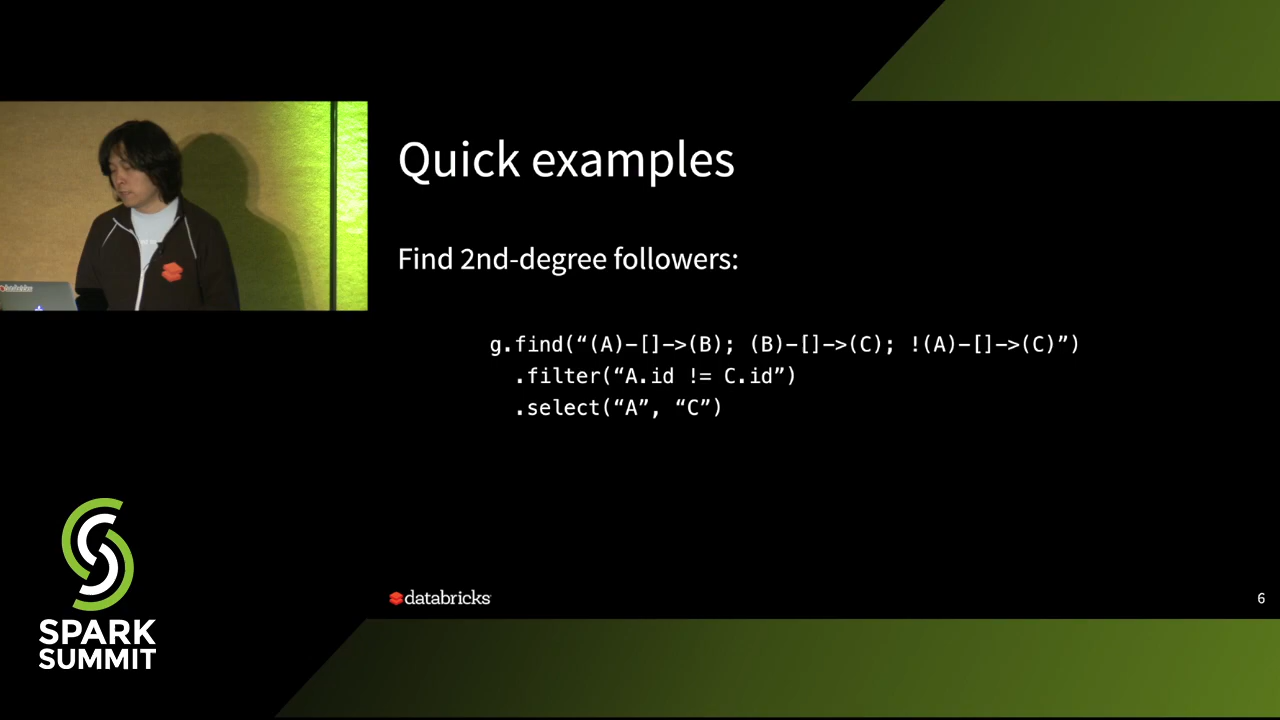 Quick examples
Find 2nd-degree followers:
g.find(“(A)-[]->(B); (B)-[]->(C); !(A)-[]->(C)”)
.filter(“A.id != C.id”)
.select(“A”, “C”)
databricks
6
SPARK
SUMMIT